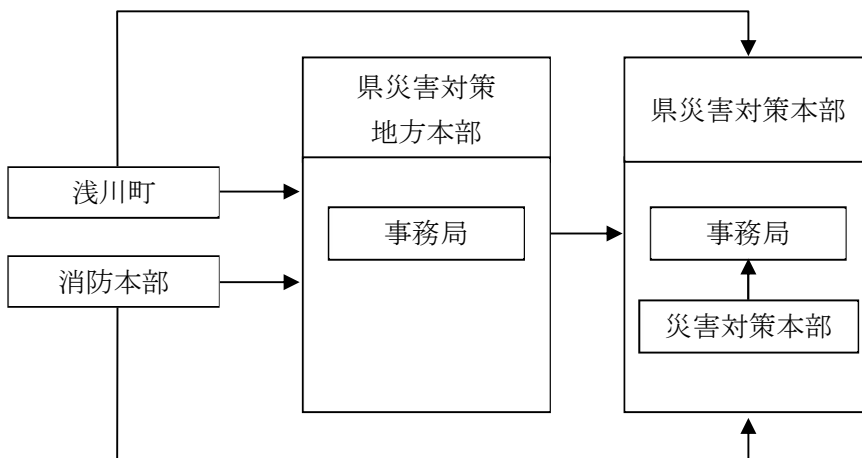 県災害対策
地方本部
県災害対策本部
浅川町
事務局
事務局
消防本部
災害対策本部